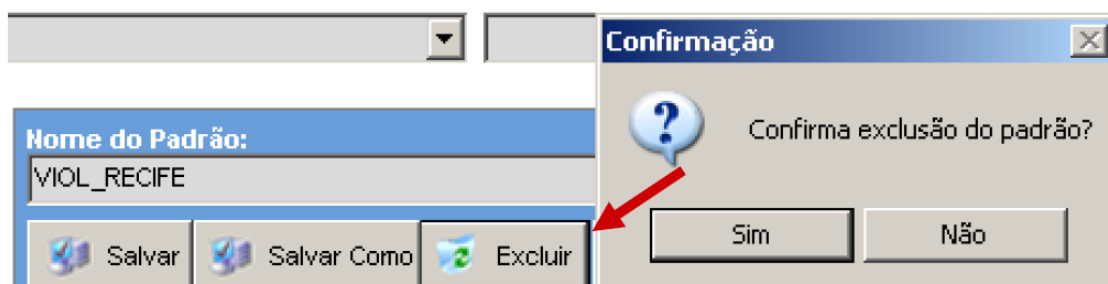 Confirmação
Confirma exclusão do padrão?
Sim Não
Nome do Padrão:
VIOL_RECIFE
Salvar Salvar Como Excluir